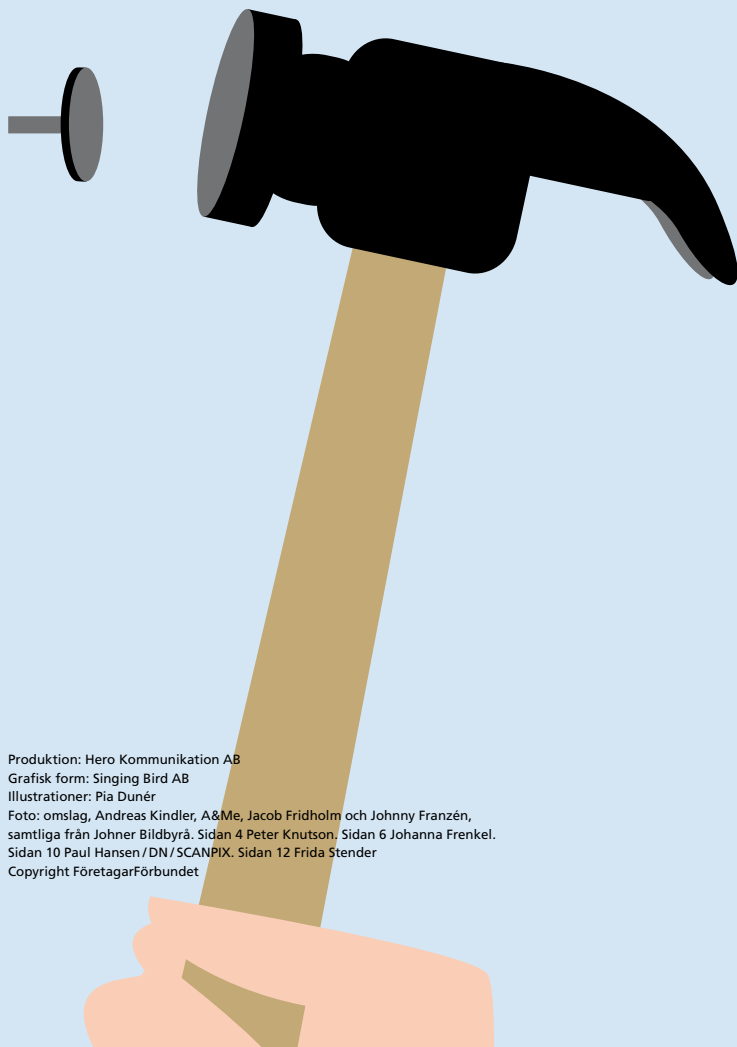 Produktion: Hero Kommunikation AB
Grafisk form: Singing Bird AB
Illustrationer: Pia Dunér
Foto: omslag, Andreas Kindler, A&Me, Jacob Fridholm och Johnny Franzén,
samtliga från Johner Bildbyrå. Sidan 4 Peter Knutson. Sidan 6 Johanna Frenkel.
Sidan 10 Paul Hansen/DN/SCANPIX. Sidan 12 Frida Stender
Copyright FöretagarFörbundet